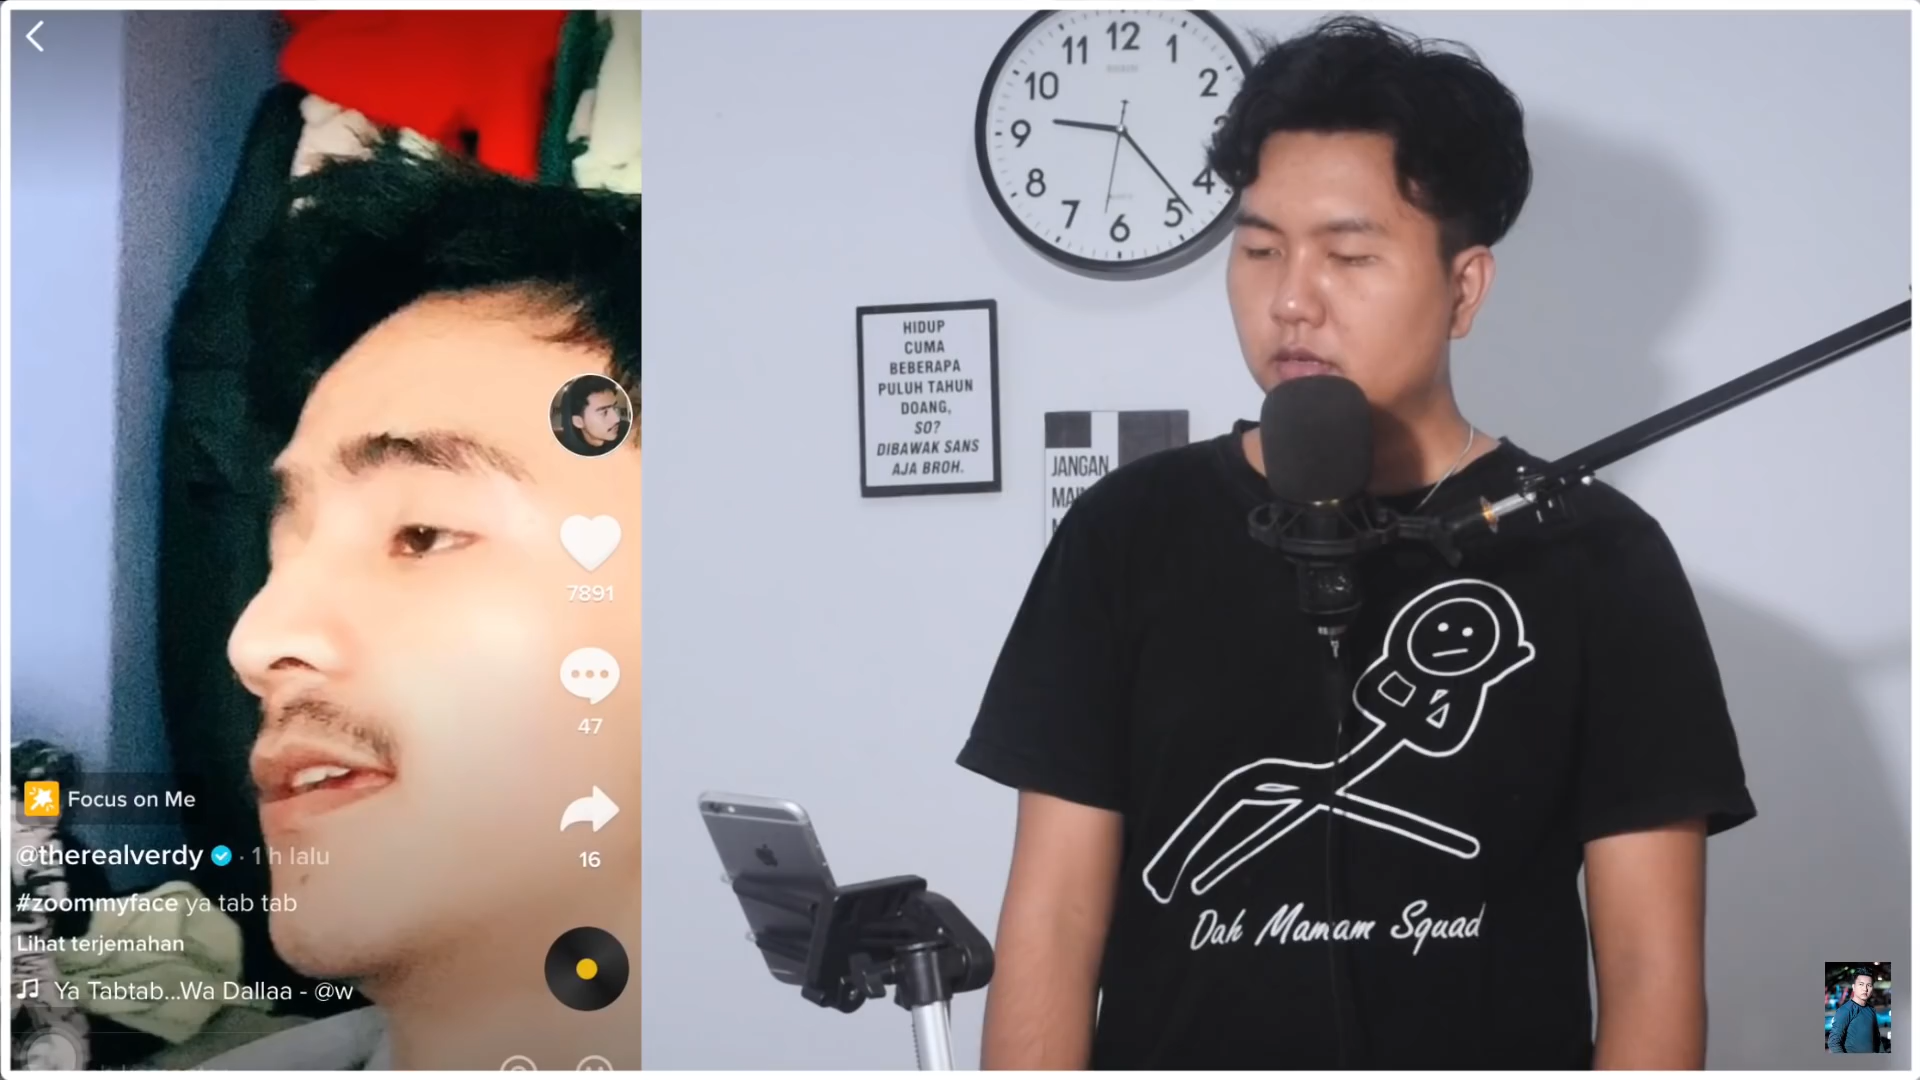 Focus on Me
@therealverdy · 1 h lalu
#zoommyface ya tab tab
Lihat terjemahan
Ya Tabtab...Wa Dallaa - @w
7891
47
16
12
1
2
4
5
6
7
8
9
10
11
HIDUP
CUMA
BEBERAPA
PULUH TAHUN
DOANG,
SO?
DIBAWAK SANS
AJA BROH.
JANGAN
Dah Mamam Squad